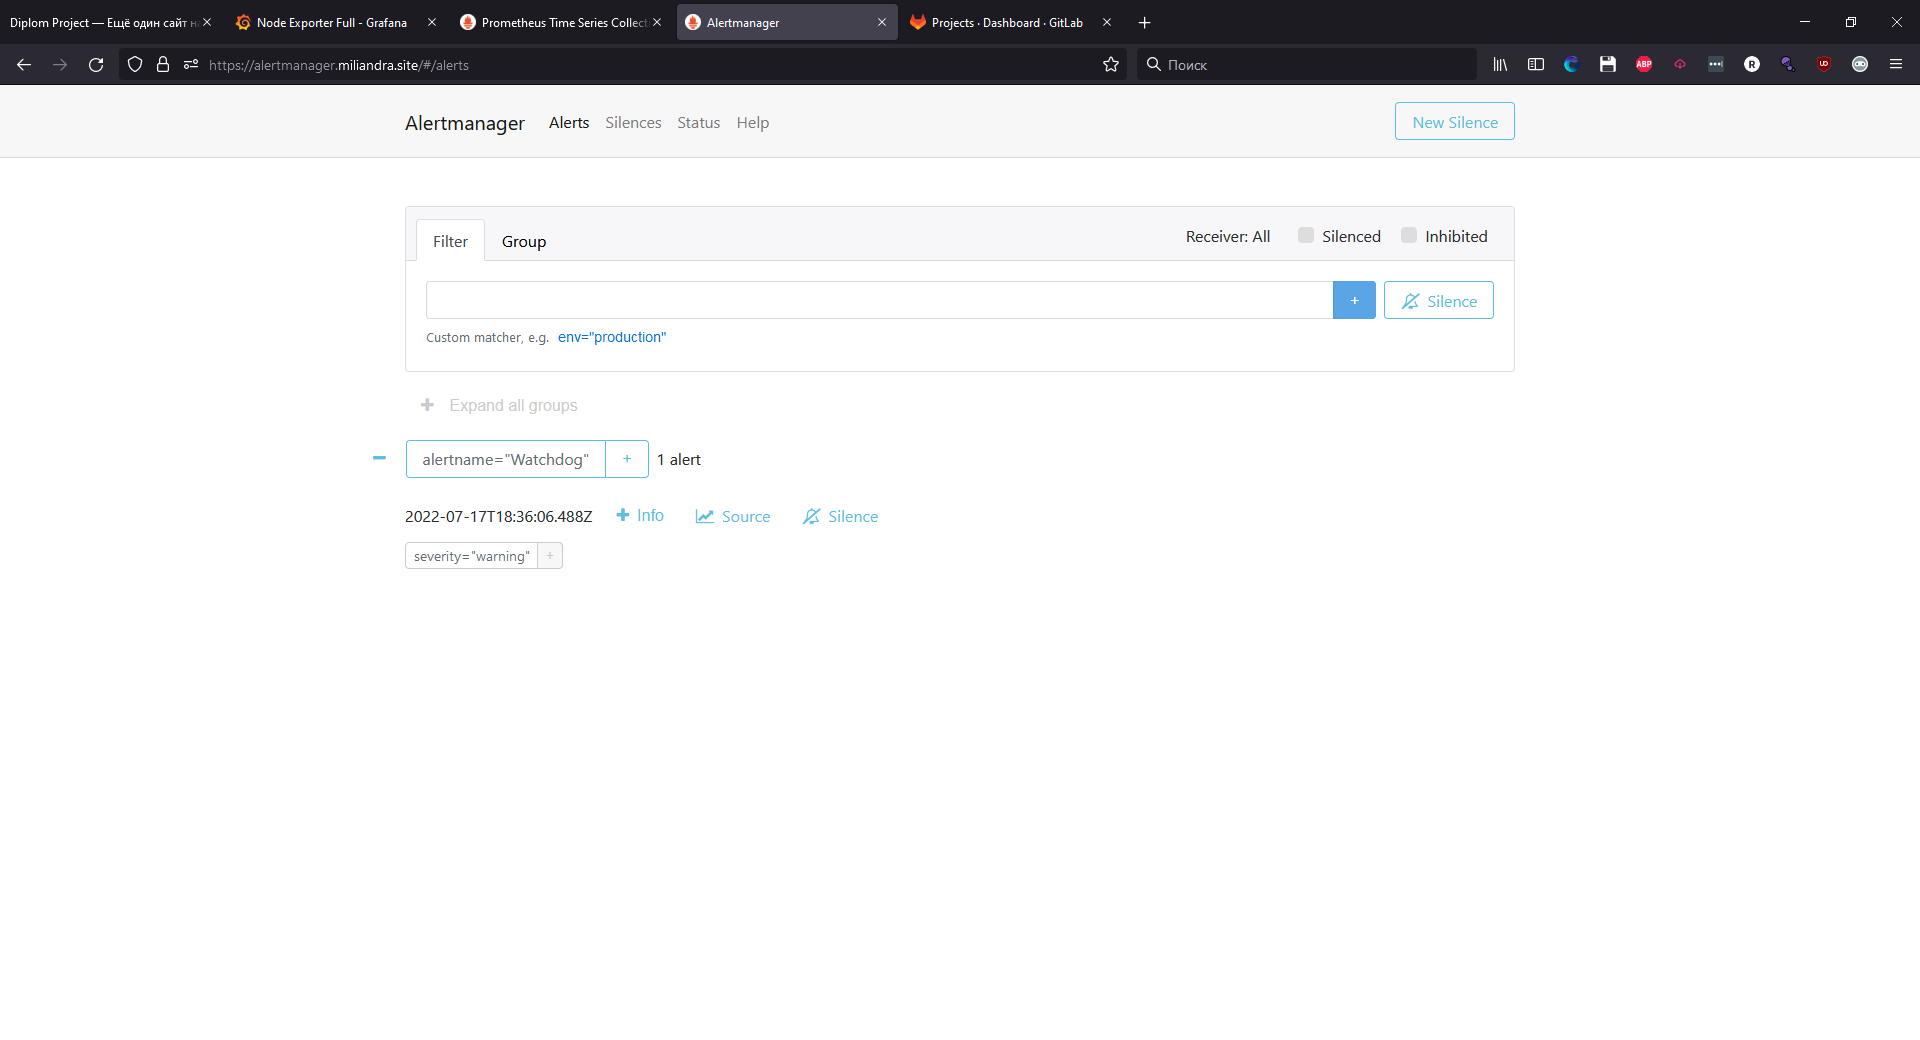 Diplom Project — Ещё один сайт
Node Exporter Full - Grafana
Prometheus Time Series Collect
Alertmanager
Projects · Dashboard · GitLab
https://alertmanager.miliandra.site/#/alerts
Поиск
ABP
R
Alertmanager
Alerts
Silences
Status
Help
New Silence
Filter
Group
Receiver: All
Silenced
Inhibited
+
Silence
Custom matcher, e.g. env="production"
+ Expand all groups
alertname="Watchdog"
+
1 alert
2022-07-17T18:36:06.488Z
+ Info
Source
Silence
severity="warning"
+